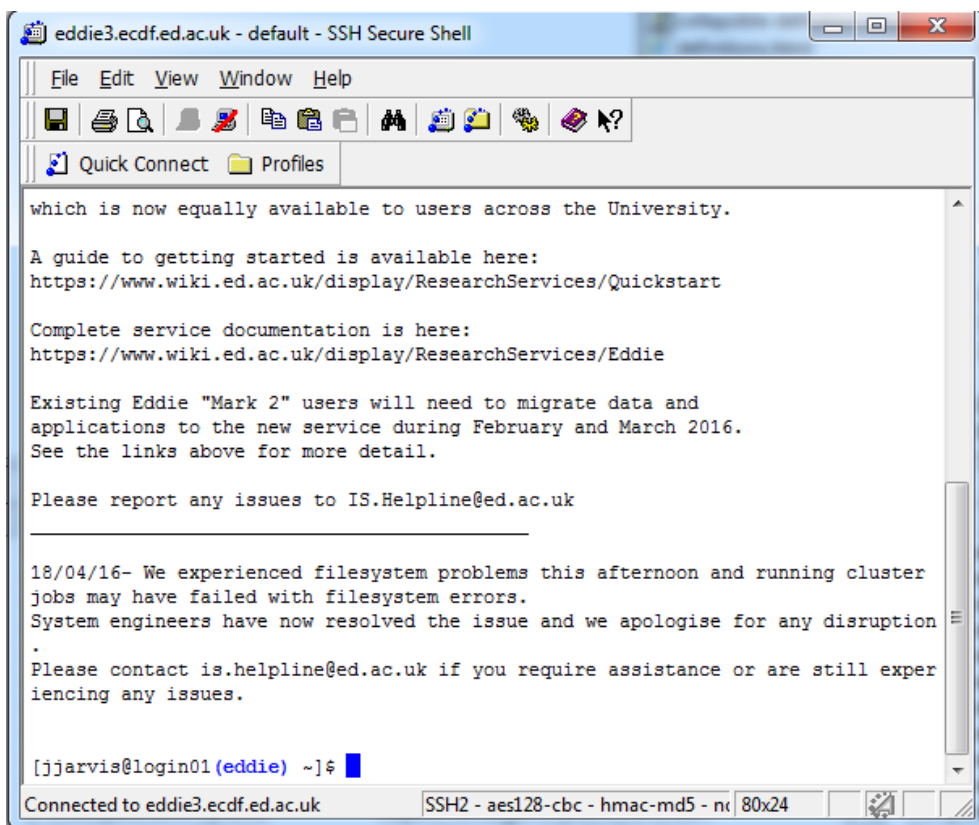 eddie3.ecdf.ed.ac.uk - default - SSH Secure Shell
File Edit View Window Help
Quick Connect Profiles
which is now equally available to users across the University.
A guide to getting started is available here:
https://www.wiki.ed.ac.uk/display/ResearchServices/Quickstart
Complete service documentation is here:
https://www.wiki.ed.ac.uk/display/ResearchServices/Eddie
Existing Eddie "Mark 2" users will need to migrate data and
applications to the new service during February and March 2016.
See the links above for more detail.
Please report any issues to IS.Helpline@ed.ac.uk
18/04/16- We experienced filesystem problems this afternoon and running cluster
jobs may have failed with filesystem errors.
System engineers have now resolved the issue and we apologise for any disruption
.
Please contact is.helpline@ed.ac.uk if you require assistance or are still exper
iencing any issues.
[jjarvis@login01(eddie) ~]$
Connected to eddie3.ecdf.ed.ac.uk SSH2 - aes128-cbc - hmac-md5 - 80x24